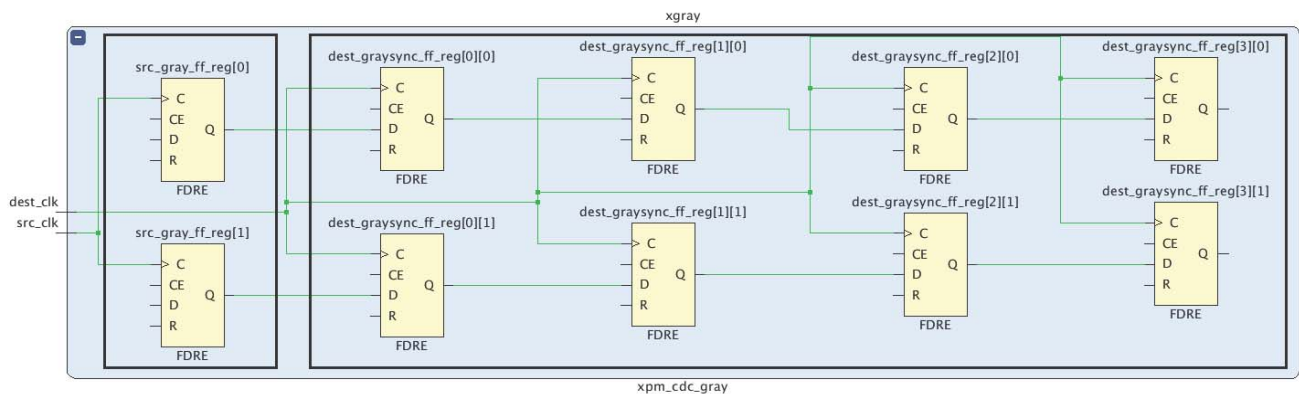 xgray
src_gray_ff_reg[0]
C
CE
D
R
Q
FDRE
dest_graysync_ff_reg[0][0]
C
CE
D
R
Q
FDRE
dest_graysync_ff_reg[1][0]
C
CE
D
R
Q
FDRE
dest_graysync_ff_reg[2][0]
C
CE
D
R
Q
FDRE
dest_graysync_ff_reg[3][0]
C
CE
D
R
Q
FDRE
dest_clk
src_clk
src_gray_ff_reg[1]
C
CE
D
R
Q
FDRE
dest_graysync_ff_reg[0][1]
C
CE
D
R
Q
FDRE
dest_graysync_ff_reg[1][1]
C
CE
D
R
Q
FDRE
dest_graysync_ff_reg[2][1]
C
CE
D
R
Q
FDRE
dest_graysync_ff_reg[3][1]
C
CE
D
R
Q
FDRE
xpm_cdc_gray